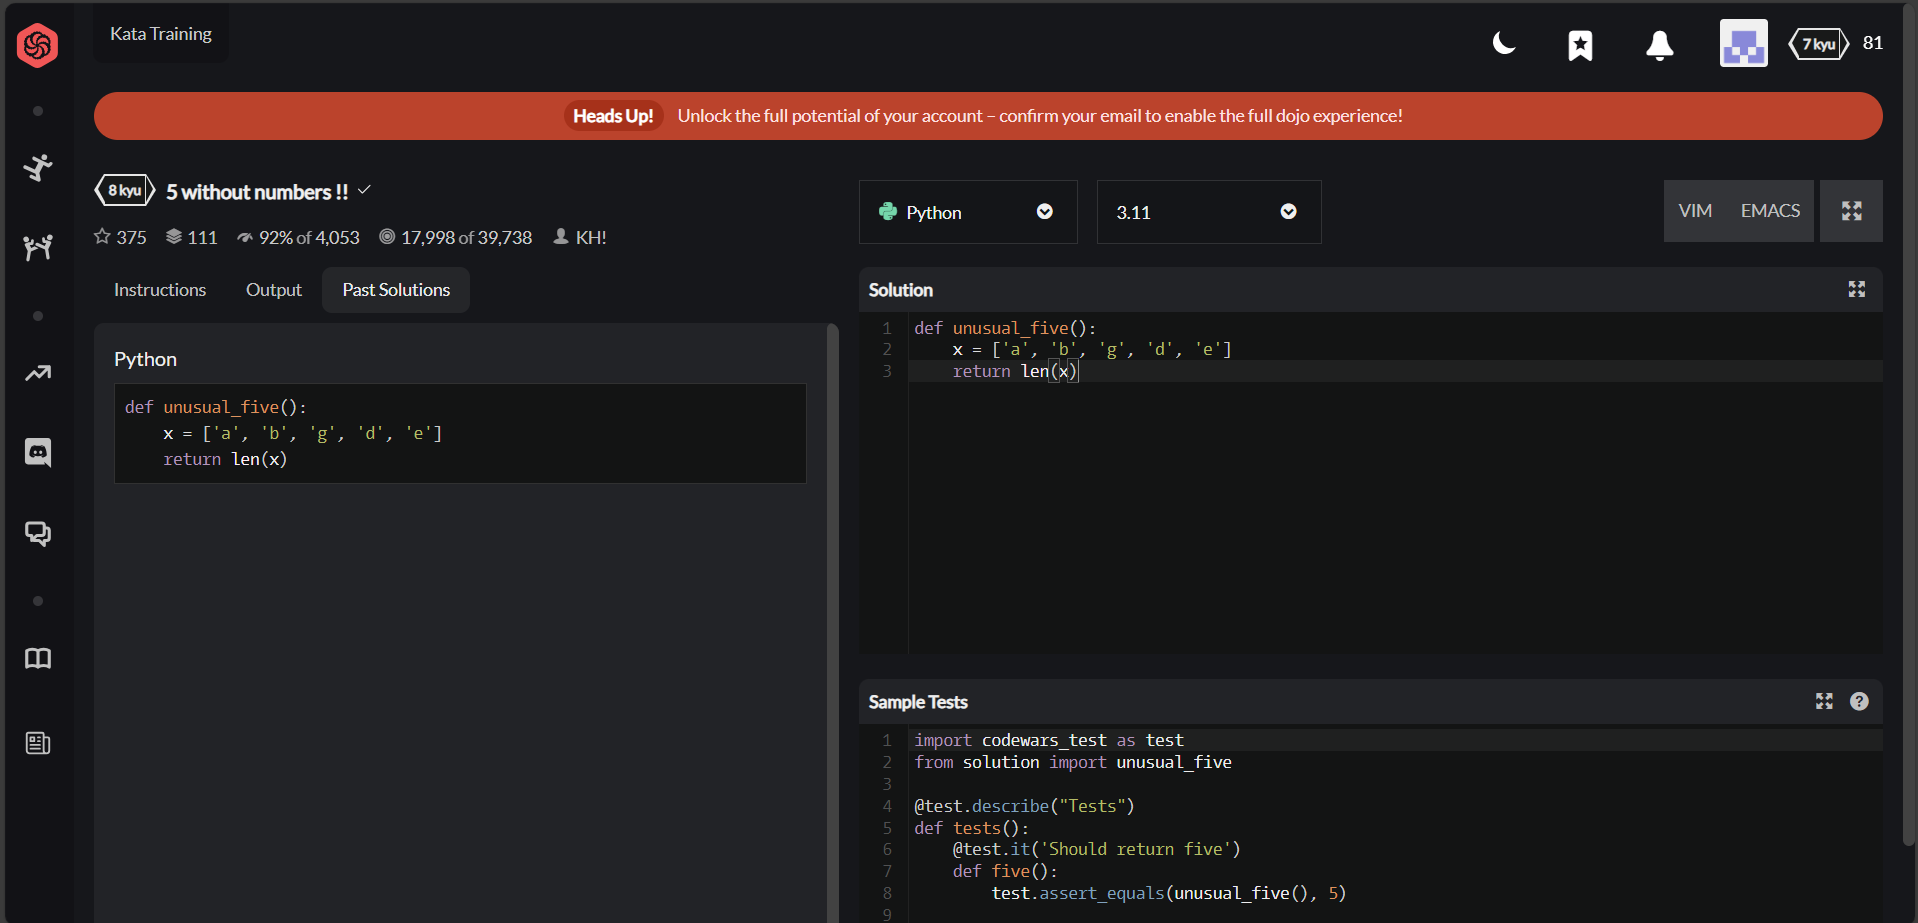 Kata Training
7 kyu 81
Heads Up! Unlock the full potential of your account – confirm your email to enable the full dojo experience!
8 kyu 5 without numbers !!
375 111 92% of 4,053 17,998 of 39,738 KH!
Instructions Output Past Solutions
Python
def unusual_five():
    x = ['a', 'b', 'g', 'd', 'e']
    return len(x)
Python 3.11 VIM EMACS
Solution
1 def unusual_five():
2     x = ['a', 'b', 'g', 'd', 'e']
3     return len(x)
Sample Tests
1 import codewars_test as test
2 from solution import unusual_five
3
4 @test.describe("Tests")
5 def tests():
6     @test.it('Should return five')
7     def five():
8         test.assert_equals(unusual_five(), 5)
9